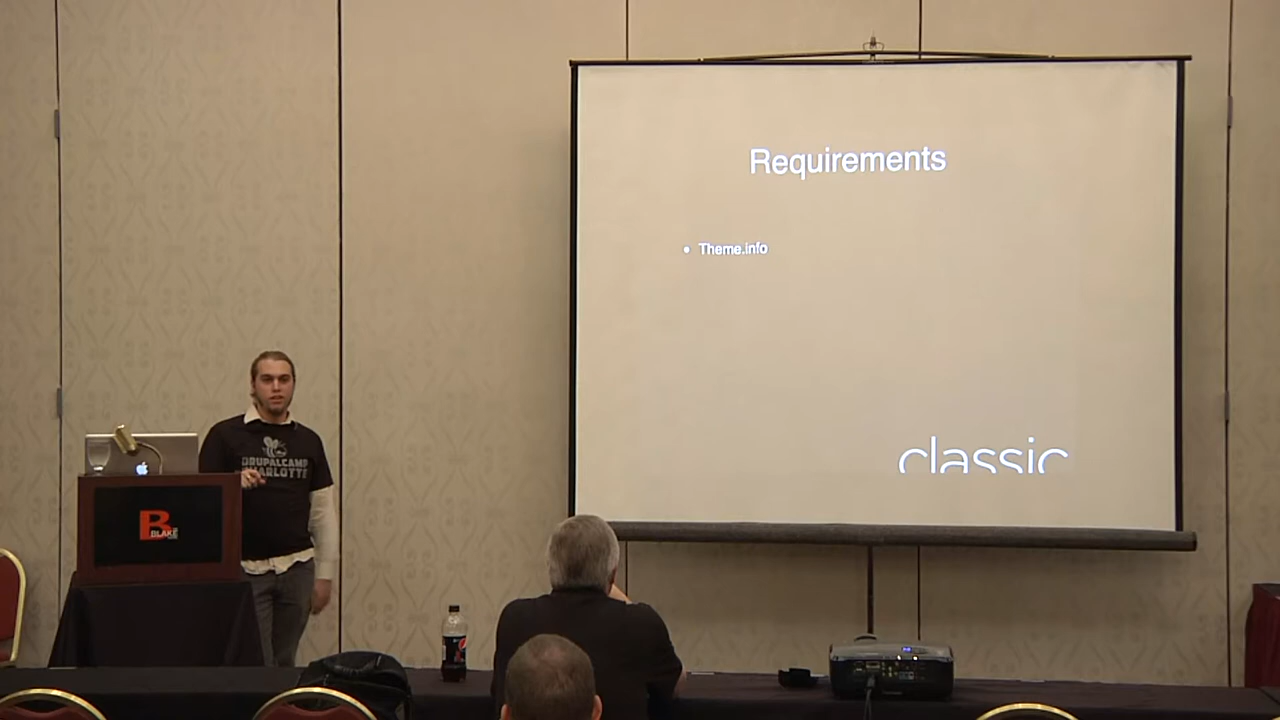 Requirements
• Theme.info
classic
DRUPALCAMP
CHARLOTTE
BLAKE